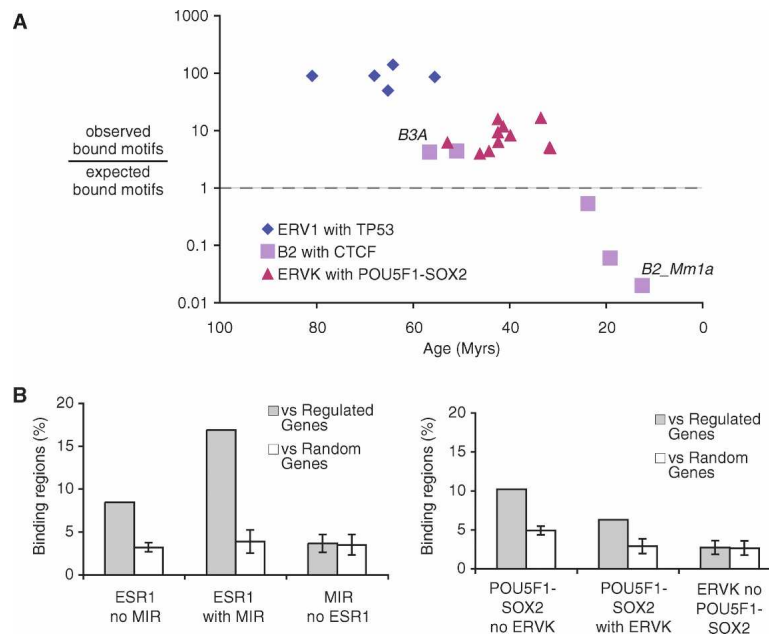 A
1000
100
10
1
0.1
0.01
observed
bound motifs
expected
bound motifs
B3A
B2_Mm1a
ERV1 with TP53
B2 with CTCF
ERVK with POU5F1-SOX2
100
80
60
40
20
0
Age (Myrs)
B
20
15
10
5
0
Binding regions (%)
vs Regulated
Genes
vs Random
Genes
ESR1
no MIR
ESR1
with MIR
MIR
no ESR1
20
15
10
5
0
Binding regions (%)
vs Regulated
Genes
vs Random
Genes
POU5F1-
SOX2
no ERVK
POU5F1-
SOX2
with ERVK
ERVK no
POU5F1-
SOX2